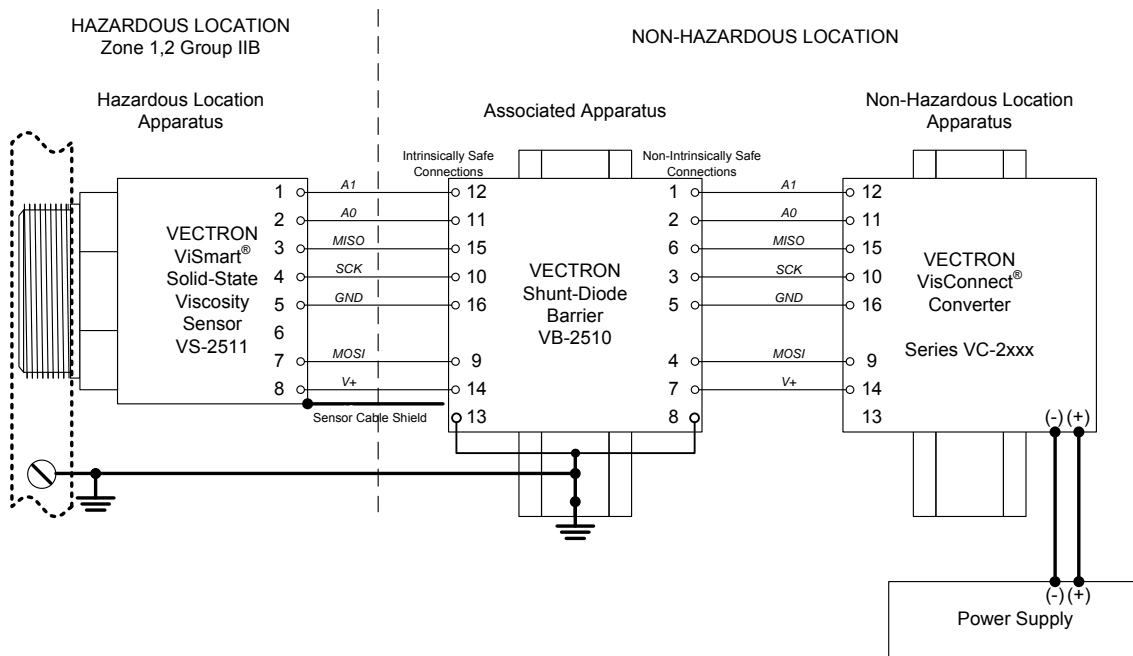 HAZARDOUS LOCATION
Zone 1,2 Group IIB
NON-HAZARDOUS LOCATION
Hazardous Location
Apparatus
Associated Apparatus
Non-Hazardous Location
Apparatus
Intrinsically Safe
Connections
Non-Intrinsically Safe
Connections
1 A1 12 1 A1 12
2 A0 11 2 A0 11
3 MISO 15 6 MISO 15
4 SCK 10 3 SCK 10
5 GND 16 5 GND 16
6
7 MOSI 9 4 MOSI 9
8 V+ 14 7 V+ 14
Sensor Cable Shield 13 8 13
VECTRON
ViSmart®
Solid-State
Viscosity
Sensor
VS-2511
VECTRON
Shunt-Diode
Barrier
VB-2510
VECTRON
VisConnect®
Converter
Series VC-2xxx
(-) (+)
(-) (+)
Power Supply